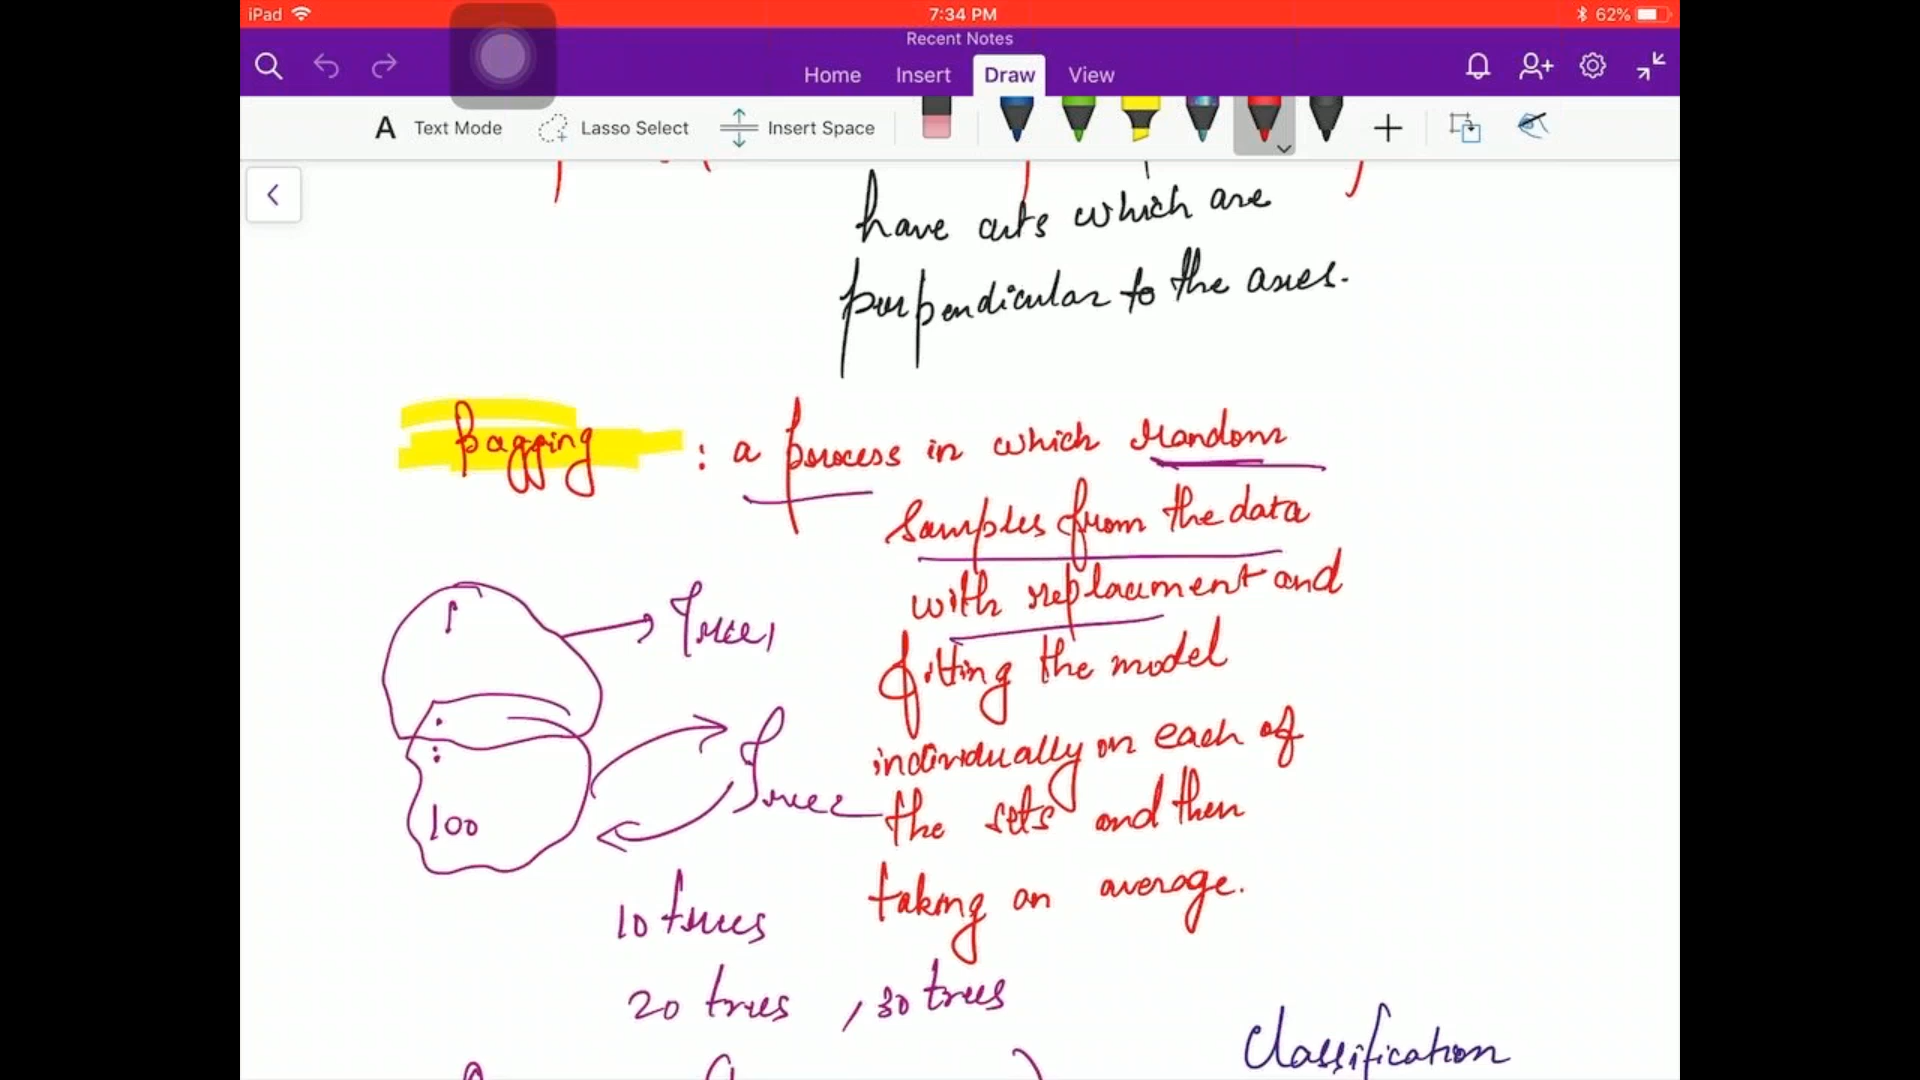 iPad 7:34 PM 62%
Recent Notes
Home Insert Draw View
A Text Mode Lasso Select Insert Space
have cuts which are
perpendicular to the axes.
Bagging : a process in which random
samples from the data
with replacment and
fitting the model
individually on each of
the sets and then
taking an average.
1
Tree1
:
100
Tree2
10 trees
20 trees , 30 trees
Classification